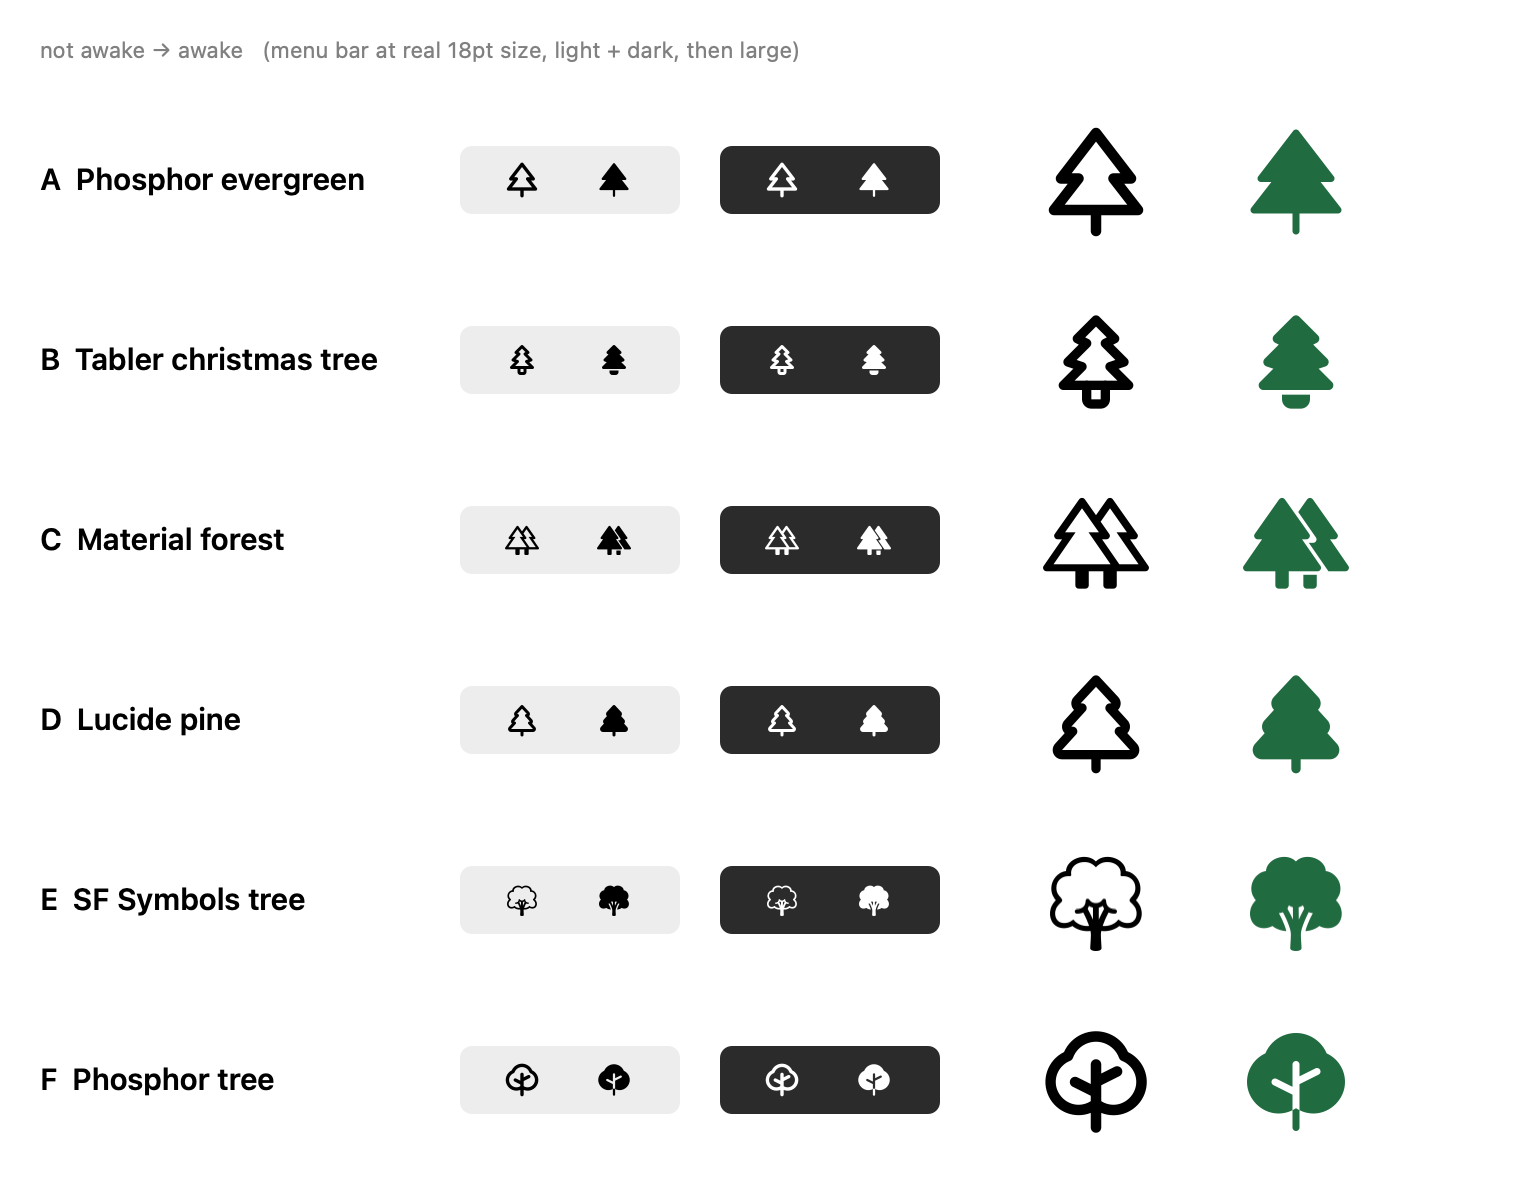 not awake → awake   (menu bar at real 18pt size, light + dark, then large)
A  Phosphor evergreen
B  Tabler christmas tree
C  Material forest
D  Lucide pine
E  SF Symbols tree
F  Phosphor tree